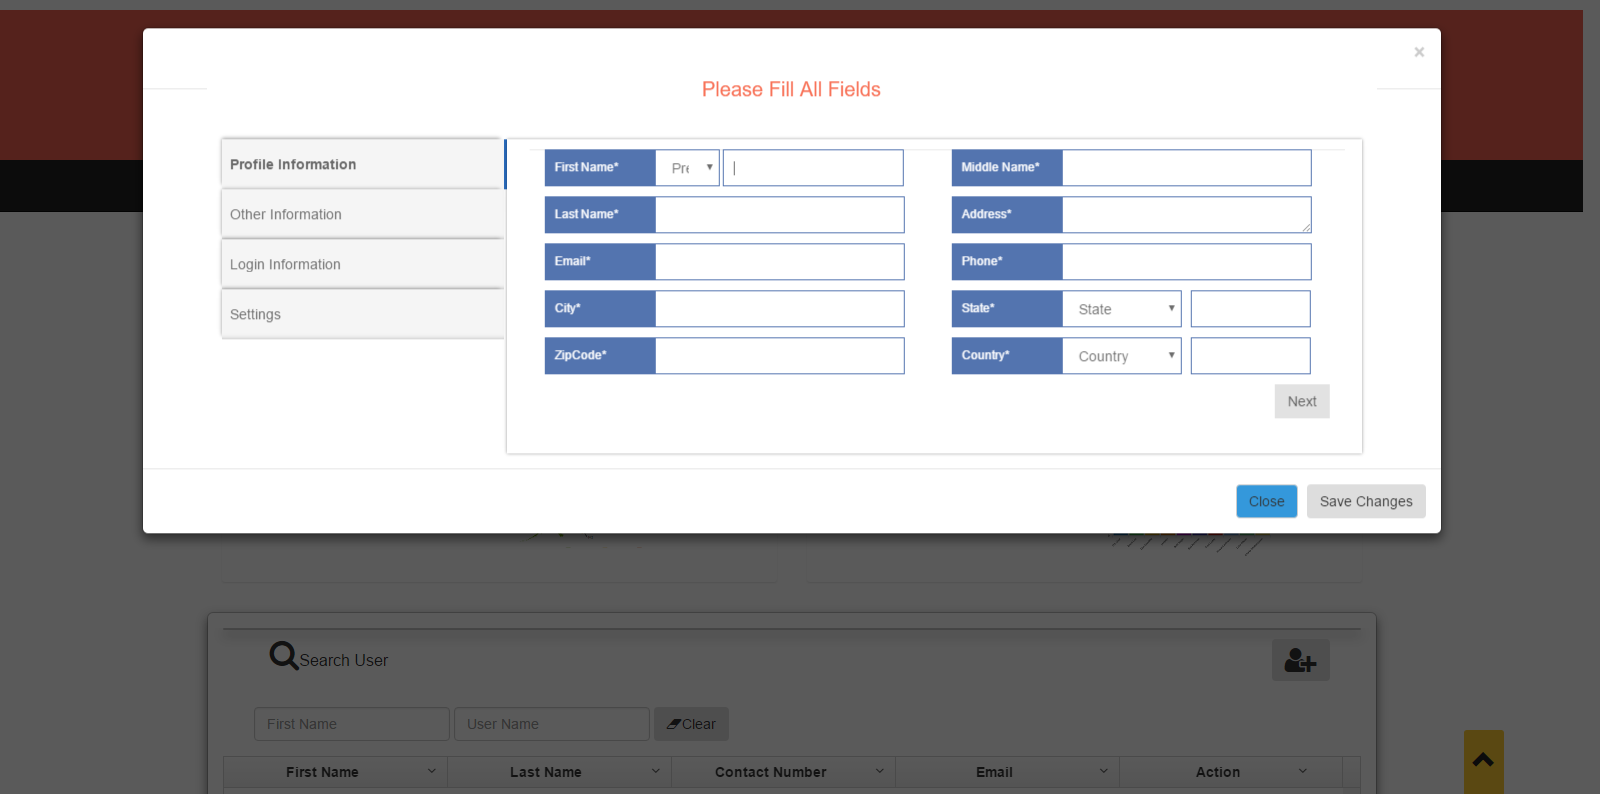 ×
Please Fill All Fields
Profile Information
Other Information
Login Information
Settings
First Name* Pre
Middle Name*
Last Name*
Address*
Email*
Phone*
City*
State* State
ZipCode*
Country* Country
Next
Close Save Changes
Search User
First Name User Name Clear
First Name Last Name Contact Number Email Action